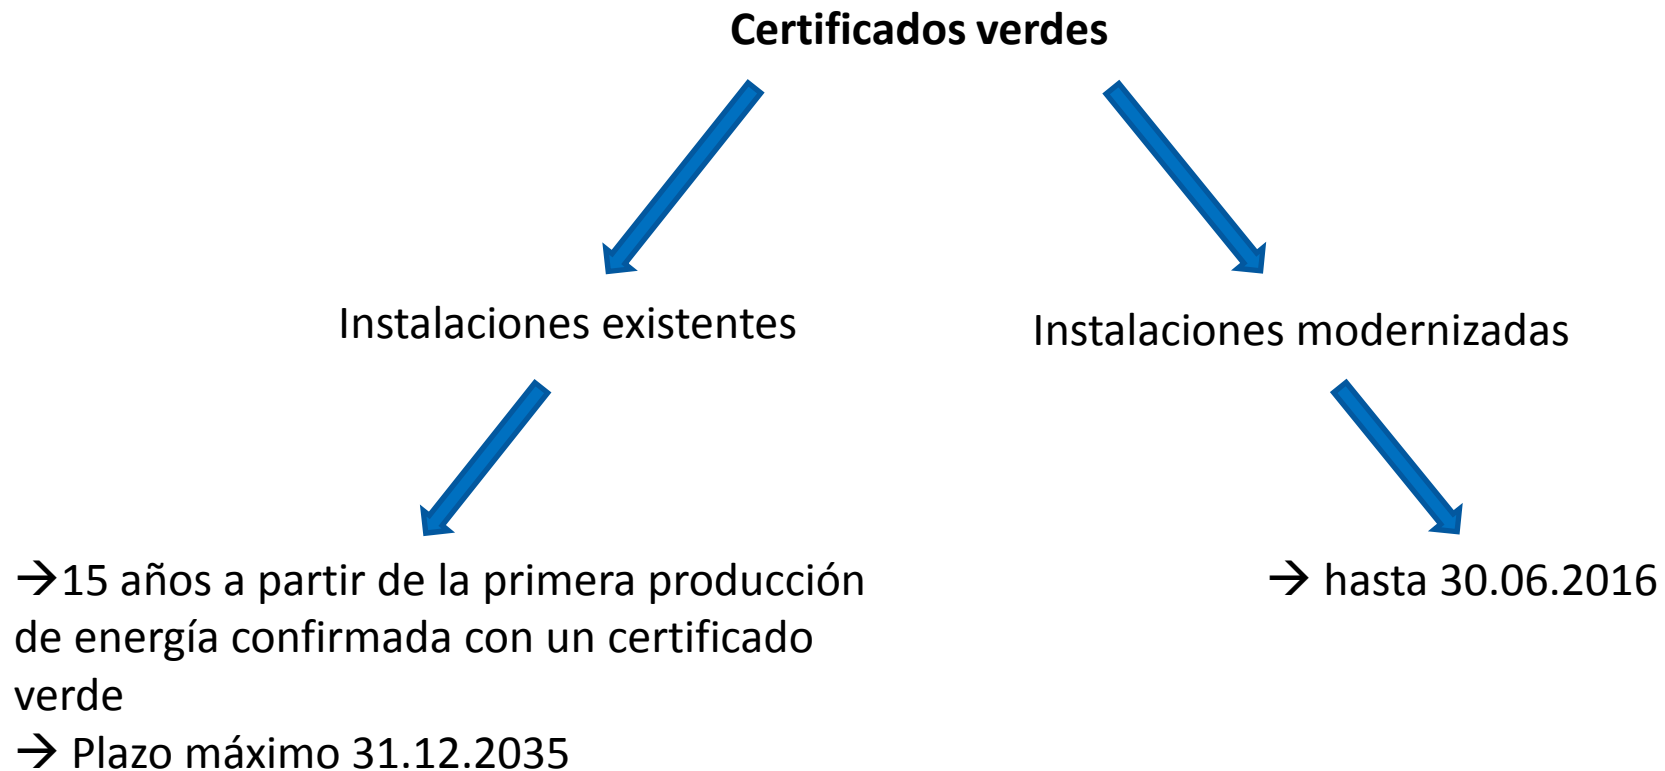 Certificados verdes
Instalaciones existentes
Instalaciones modernizadas
→15 años a partir de la primera producción
de energía confirmada con un certificado
verde
→ Plazo máximo 31.12.2035
→ hasta 30.06.2016